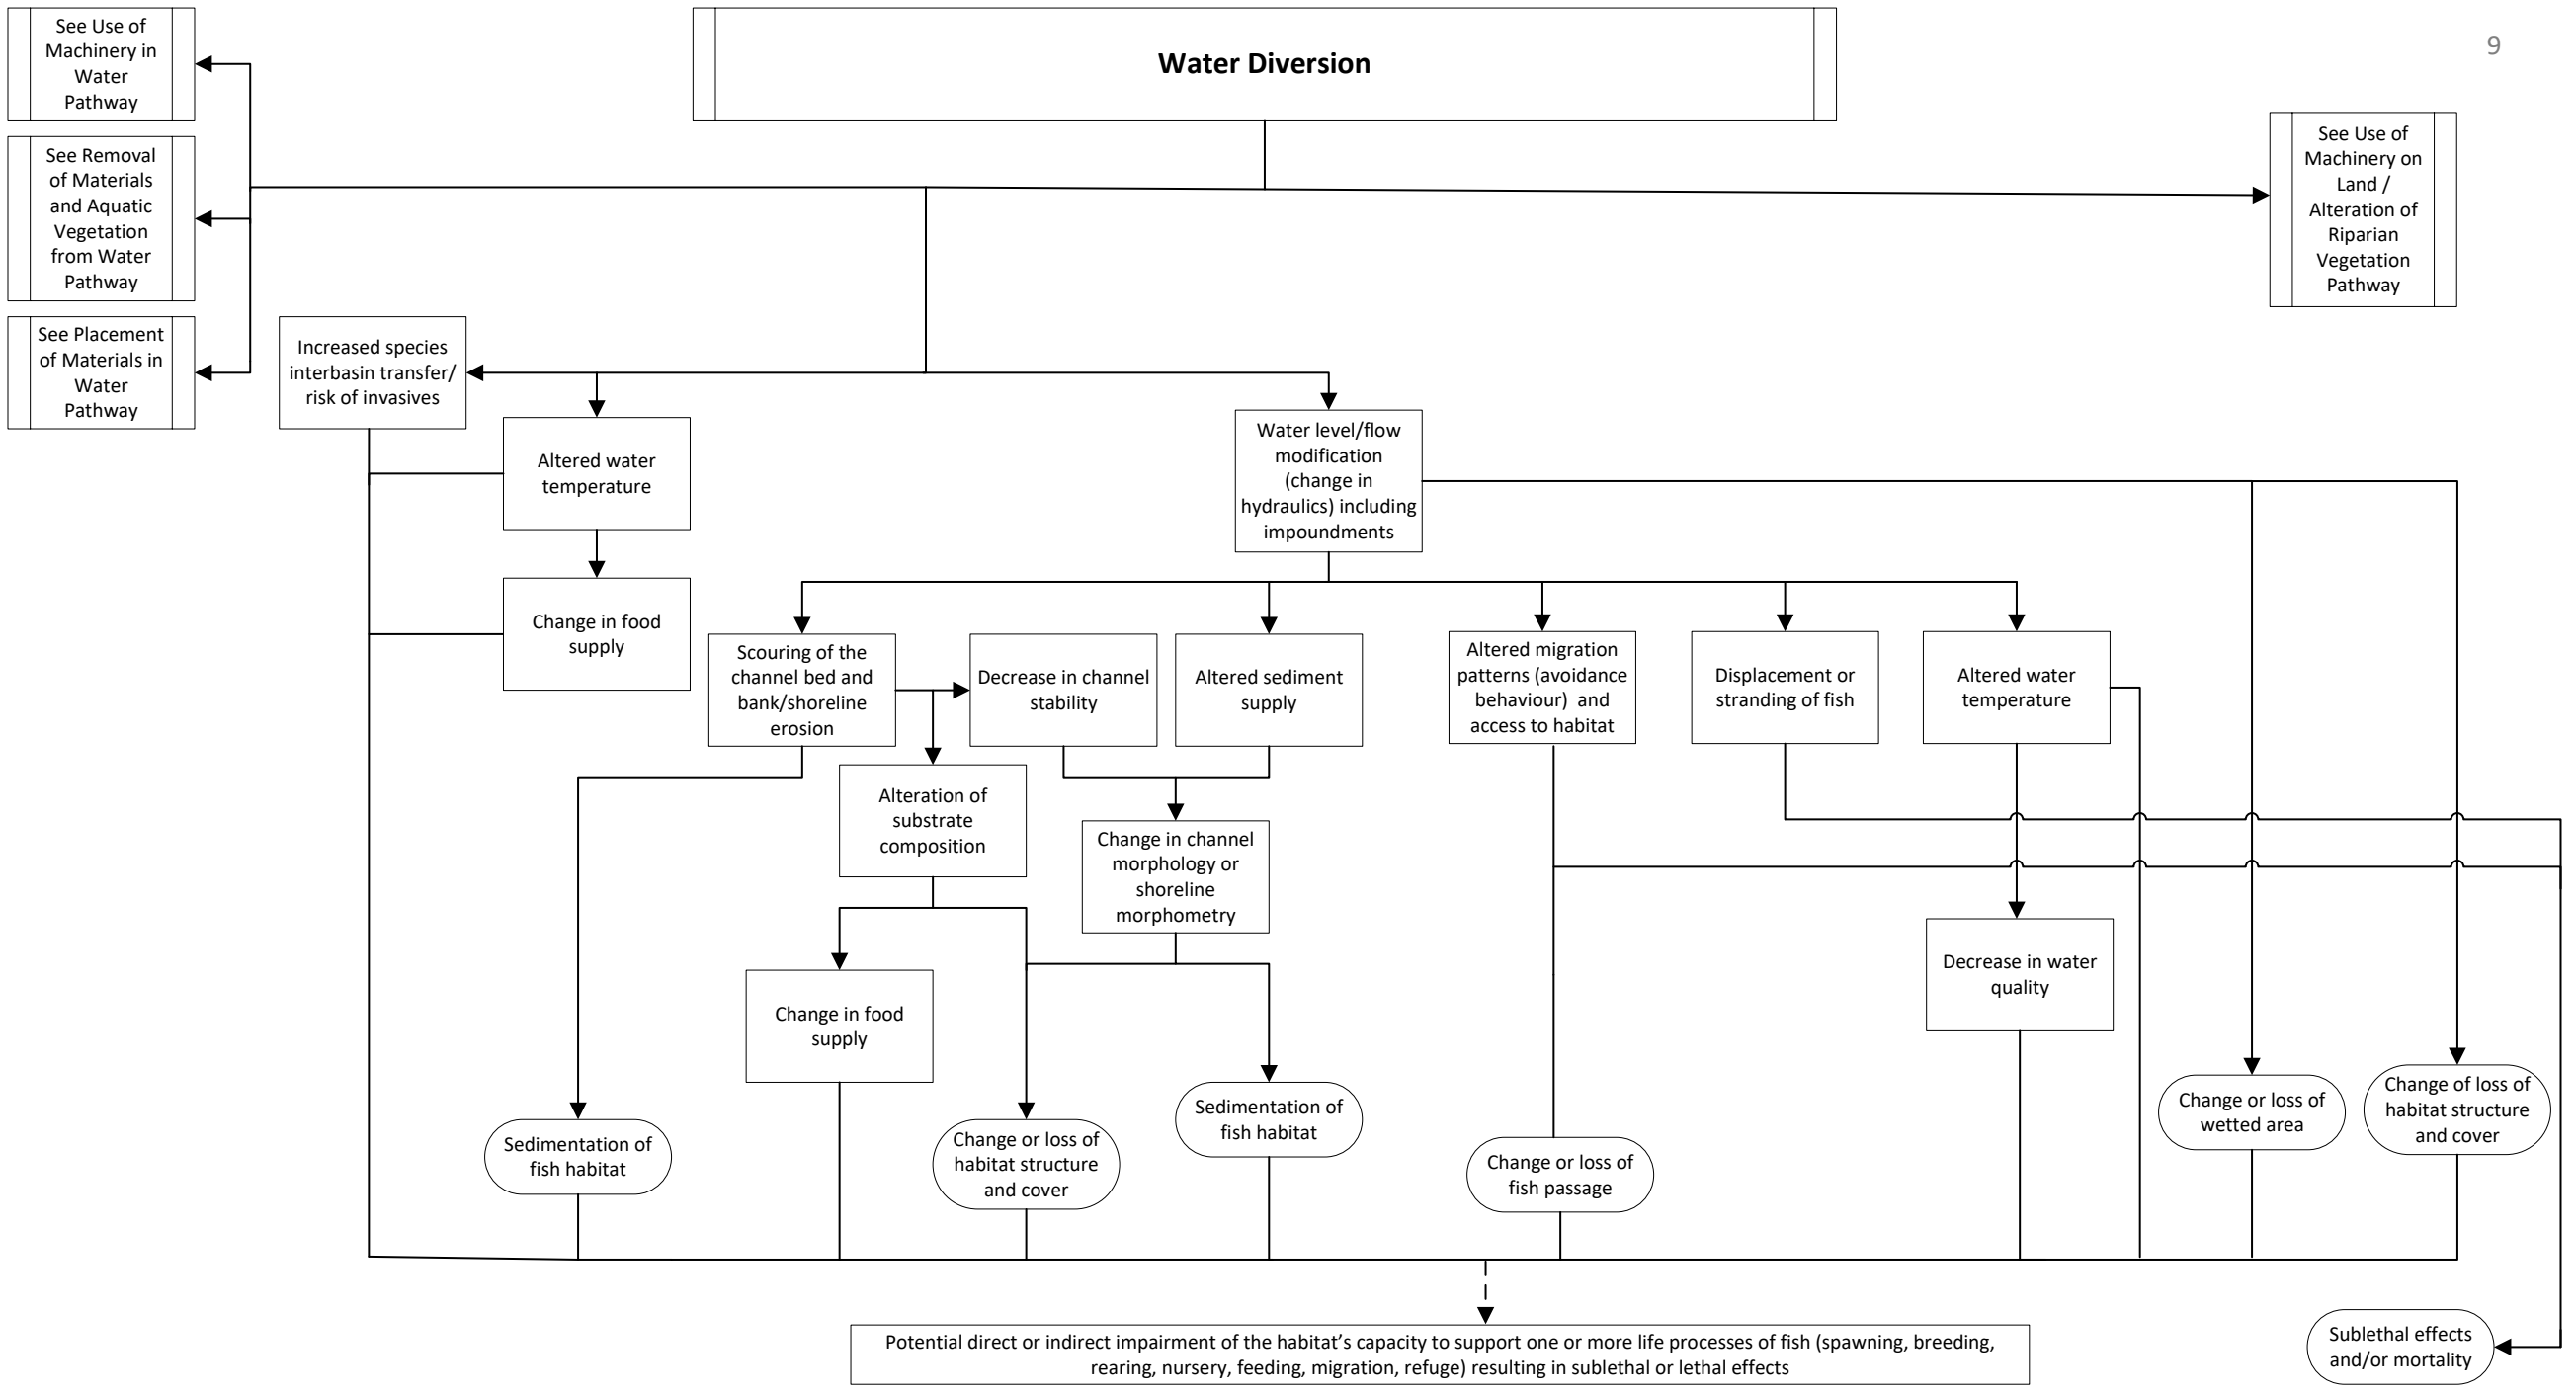 9
Water Diversion
See Use of
Machinery in
Water
Pathway
See Removal
of Materials
and Aquatic
Vegetation
from Water
Pathway
See Placement
of Materials in
Water
Pathway
See Use of
Machinery on
Land /
Alteration of
Riparian
Vegetation
Pathway
Increased species
interbasin transfer/
risk of invasives
Altered water
temperature
Change in food
supply
Water level/flow
modification
(change in
hydraulics) including
impoundments
Scouring of the
channel bed and
bank/shoreline
erosion
Decrease in channel
stability
Altered sediment
supply
Altered migration
patterns (avoidance
behaviour) and
access to habitat
Displacement or
stranding of fish
Altered water
temperature
Alteration of
substrate
composition
Change in channel
morphology or
shoreline
morphometry
Decrease in water
quality
Change in food
supply
Sedimentation of
fish habitat
Change or loss of
habitat structure
and cover
Sedimentation of
fish habitat
Change or loss of
fish passage
Change or loss of
wetted area
Change of loss of
habitat structure
and cover
Potential direct or indirect impairment of the habitat’s capacity to support one or more life processes of fish (spawning, breeding,
rearing, nursery, feeding, migration, refuge) resulting in sublethal or lethal effects
Sublethal effects
and/or mortality